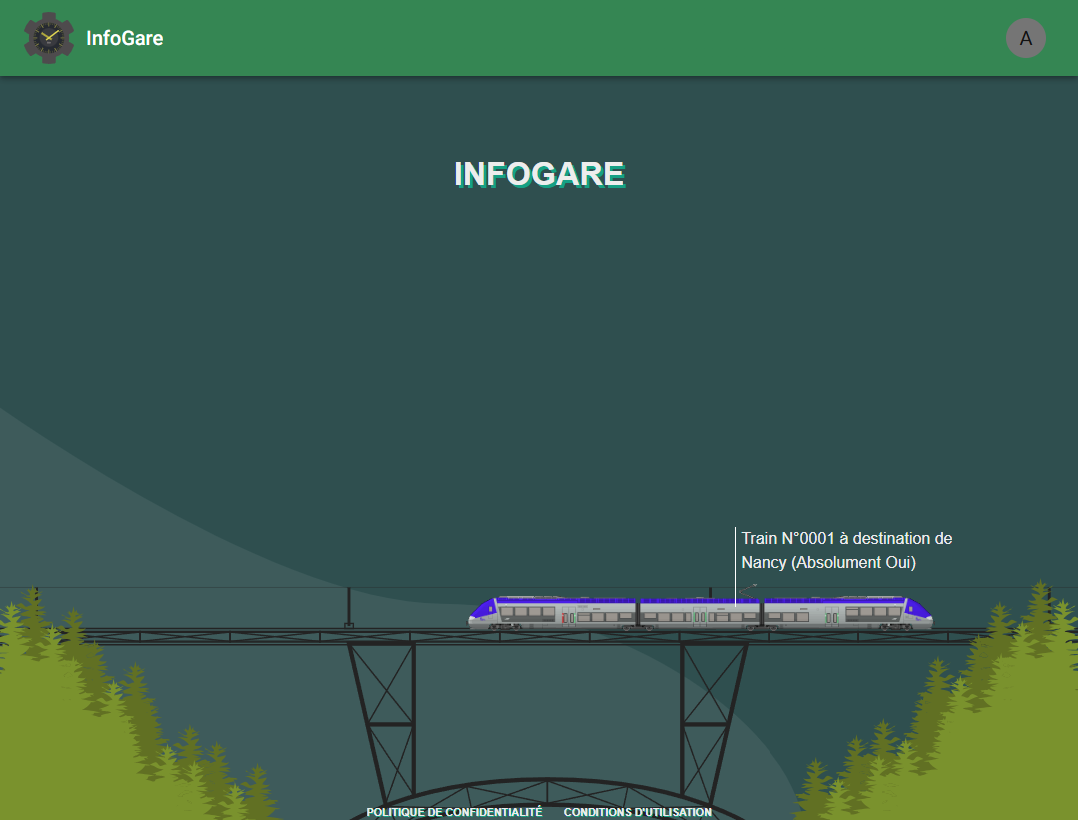 InfoGare
A
INFOGARE
Train N°0001 à destination de
Nancy (Absolument Oui)
POLITIQUE DE CONFIDENTIALITÉ CONDITIONS D'UTILISATION